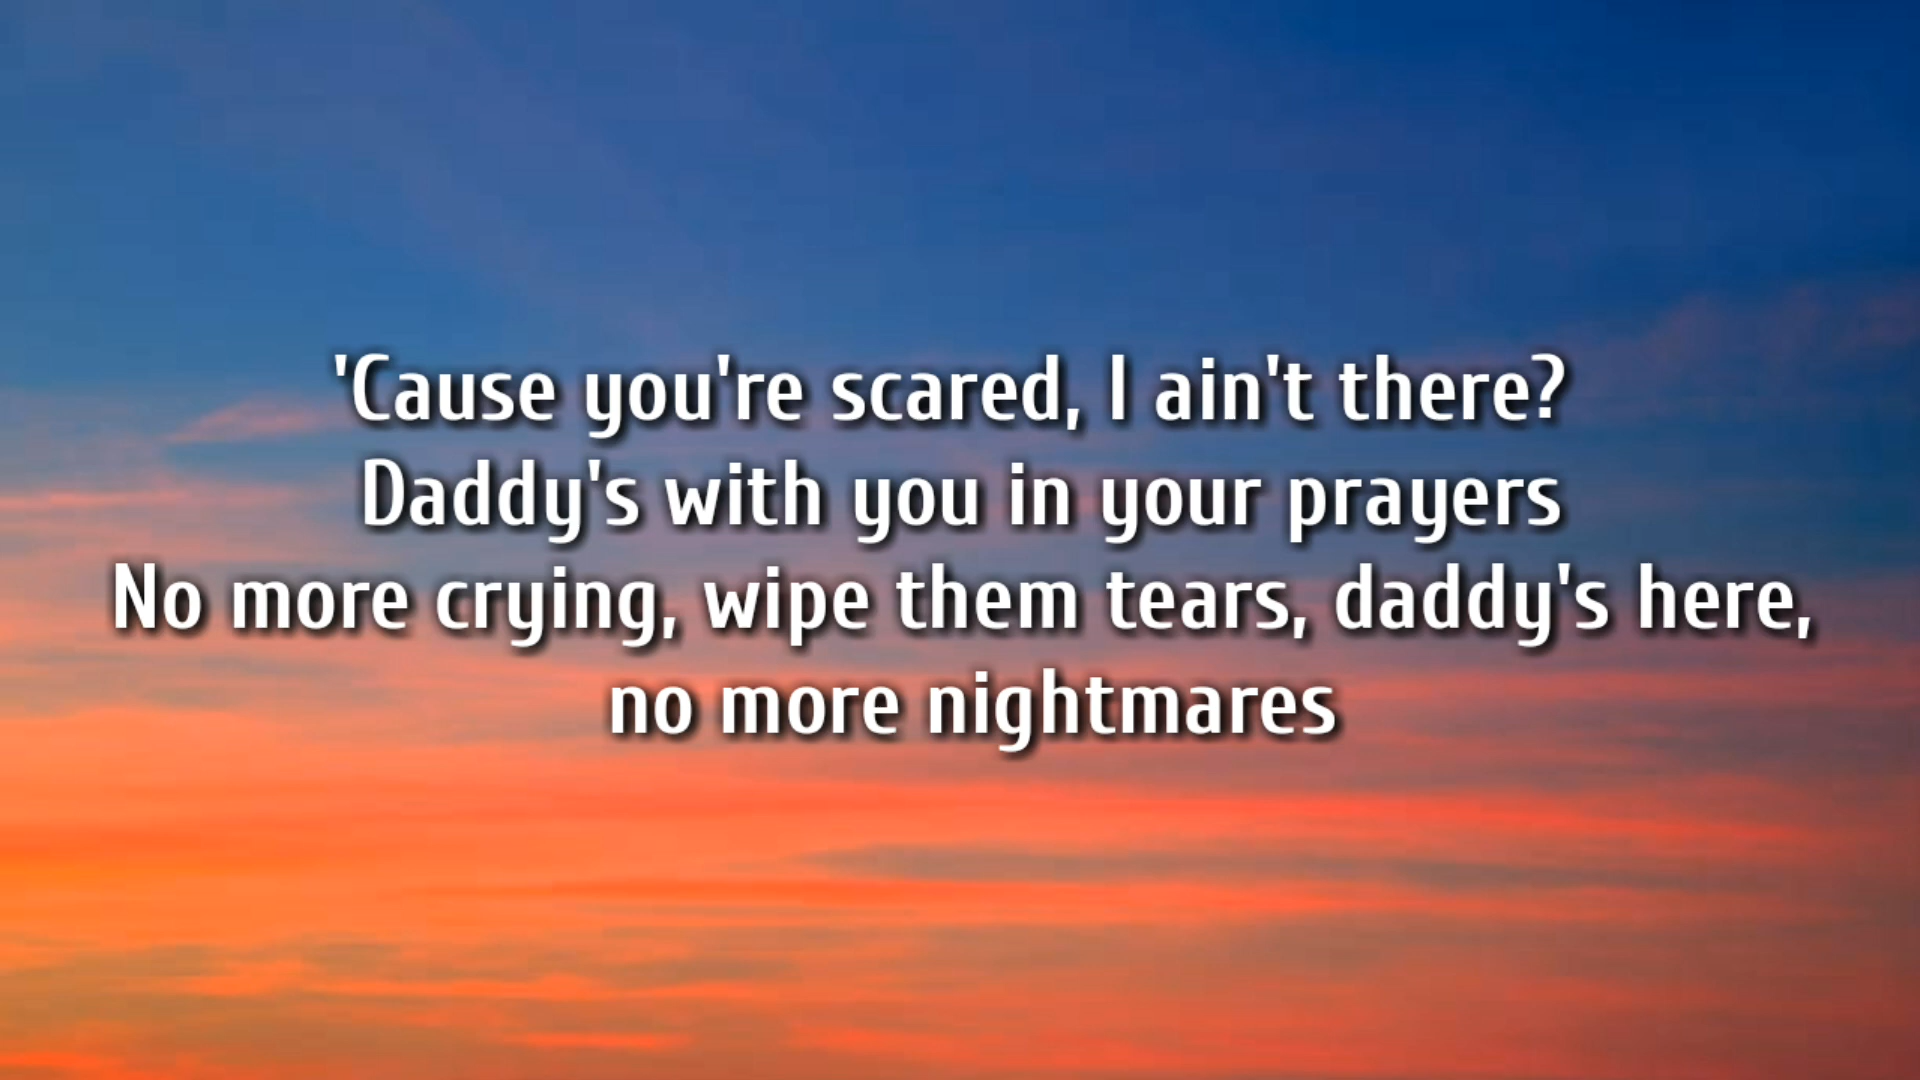 'Cause you're scared, I ain't there?
Daddy's with you in your prayers
No more crying, wipe them tears, daddy's here,
no more nightmares